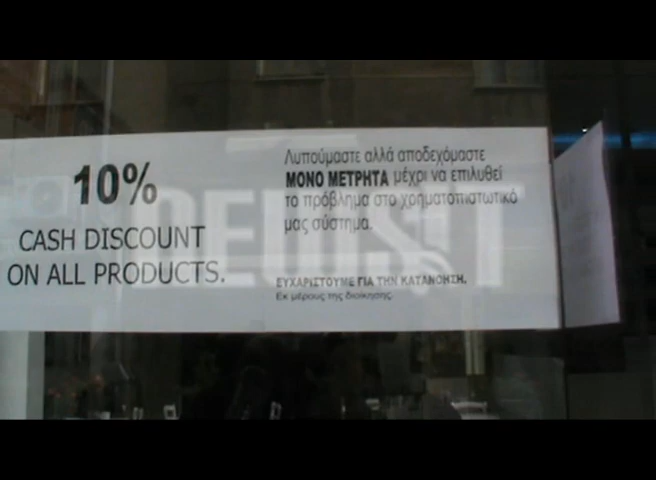 10%
CASH DISCOUNT
ON ALL PRODUCTS.
Λυπούμαστε αλλά αποδεχόμαστε
ΜΟΝΟ ΜΕΤΡΗΤΑ μέχρι να επιλυθεί
το πρόβλημα στο χρηματοπιστωτικό
μας σύστημα.
ΕΥΧΑΡΙΣΤΟΥΜΕ ΓΙΑ ΤΗΝ ΚΑΤΑΝΟΗΣΗ.
Εκ μέρους της διοίκησης.